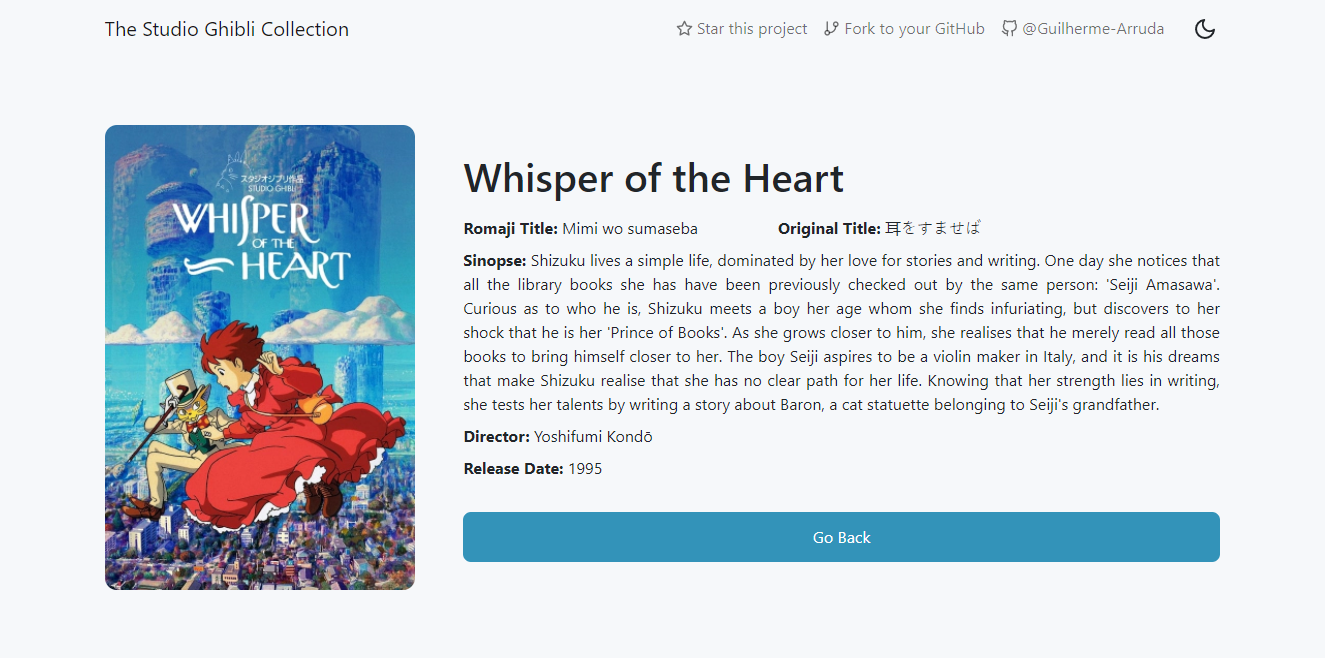 The Studio Ghibli Collection
Star this project Fork to your GitHub @Guilherme-Arruda
スタジオジブリ作品
STUDIO GHIBLI
WHISPER
OF THE
HEART
Whisper of the Heart
Romaji Title: Mimi wo sumaseba Original Title: 耳をすませば
Sinopse: Shizuku lives a simple life, dominated by her love for stories and writing. One day she notices that
all the library books she has have been previously checked out by the same person: 'Seiji Amasawa'.
Curious as to who he is, Shizuku meets a boy her age whom she finds infuriating, but discovers to her
shock that he is her 'Prince of Books'. As she grows closer to him, she realises that he merely read all those
books to bring himself closer to her. The boy Seiji aspires to be a violin maker in Italy, and it is his dreams
that make Shizuku realise that she has no clear path for her life. Knowing that her strength lies in writing,
she tests her talents by writing a story about Baron, a cat statuette belonging to Seiji's grandfather.
Director: Yoshifumi Kondō
Release Date: 1995
Go Back